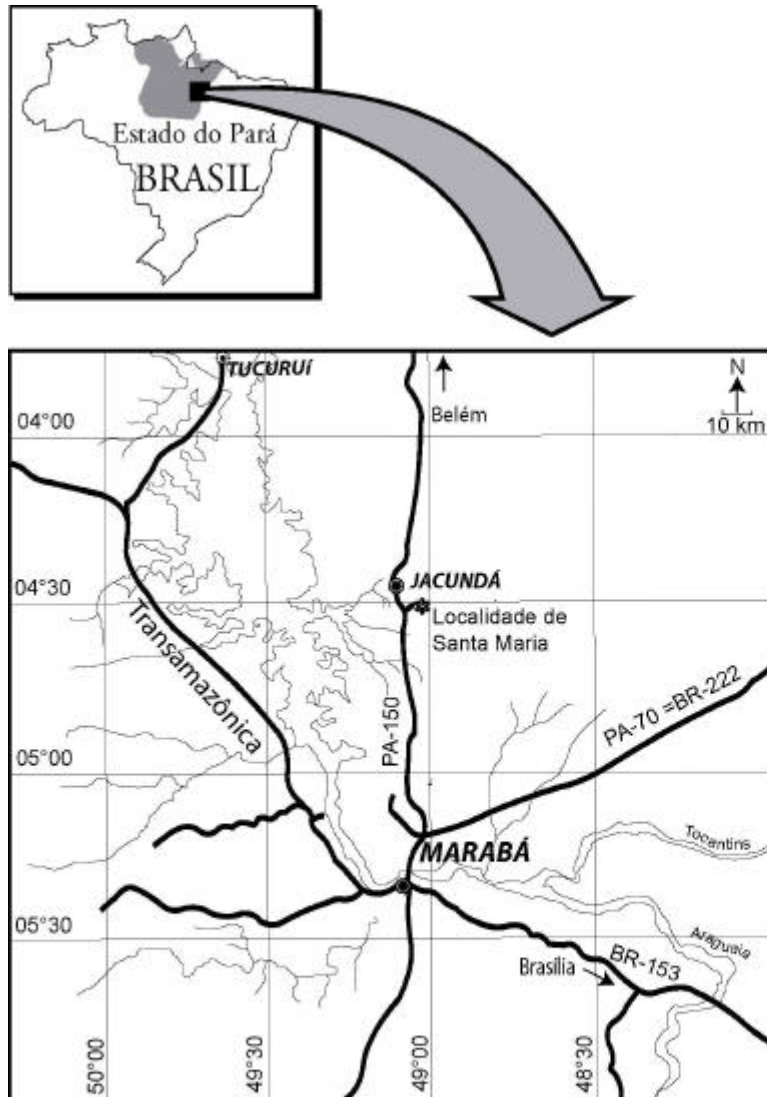 Estado do Pará
BRASIL
TUCURUÍ
Belém
N
10 km
04°00
JACUNDÁ
04°30
Localidade de
Santa Maria
Transamazônica
PA-150
PA-70 =BR-222
05°00
Tocantins
MARABÁ
05°30
Araguaia
BR-153
Brasília
50°00
49°30
49°00
48°30